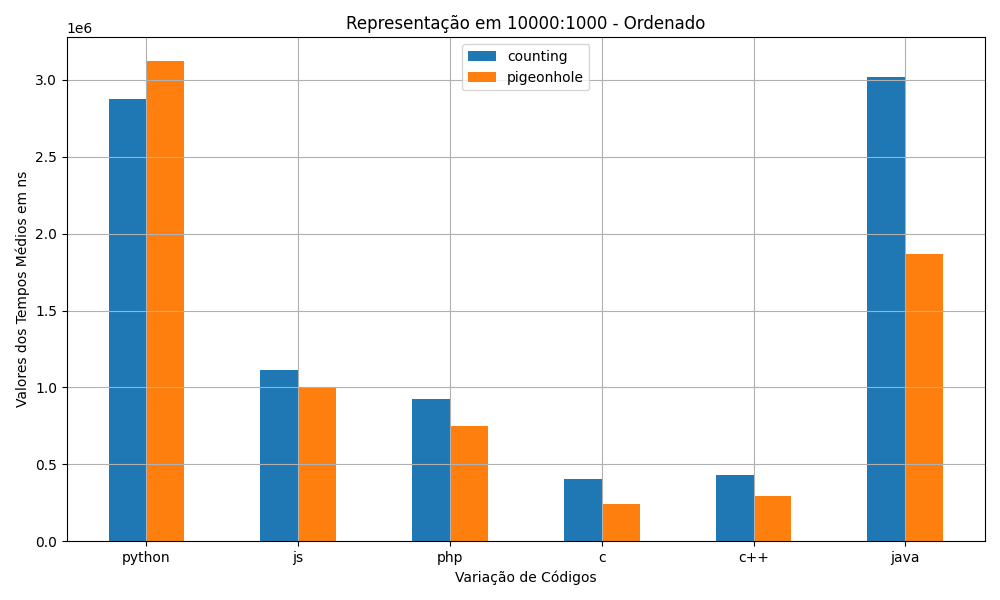 Representação em 10000:1000 - Ordenado
1e6
counting
pigeonhole
3.0
2.5
2.0
1.5
1.0
0.5
0.0
Valores dos Tempos Médios em ns
python js php c c++ java
Variação de Códigos